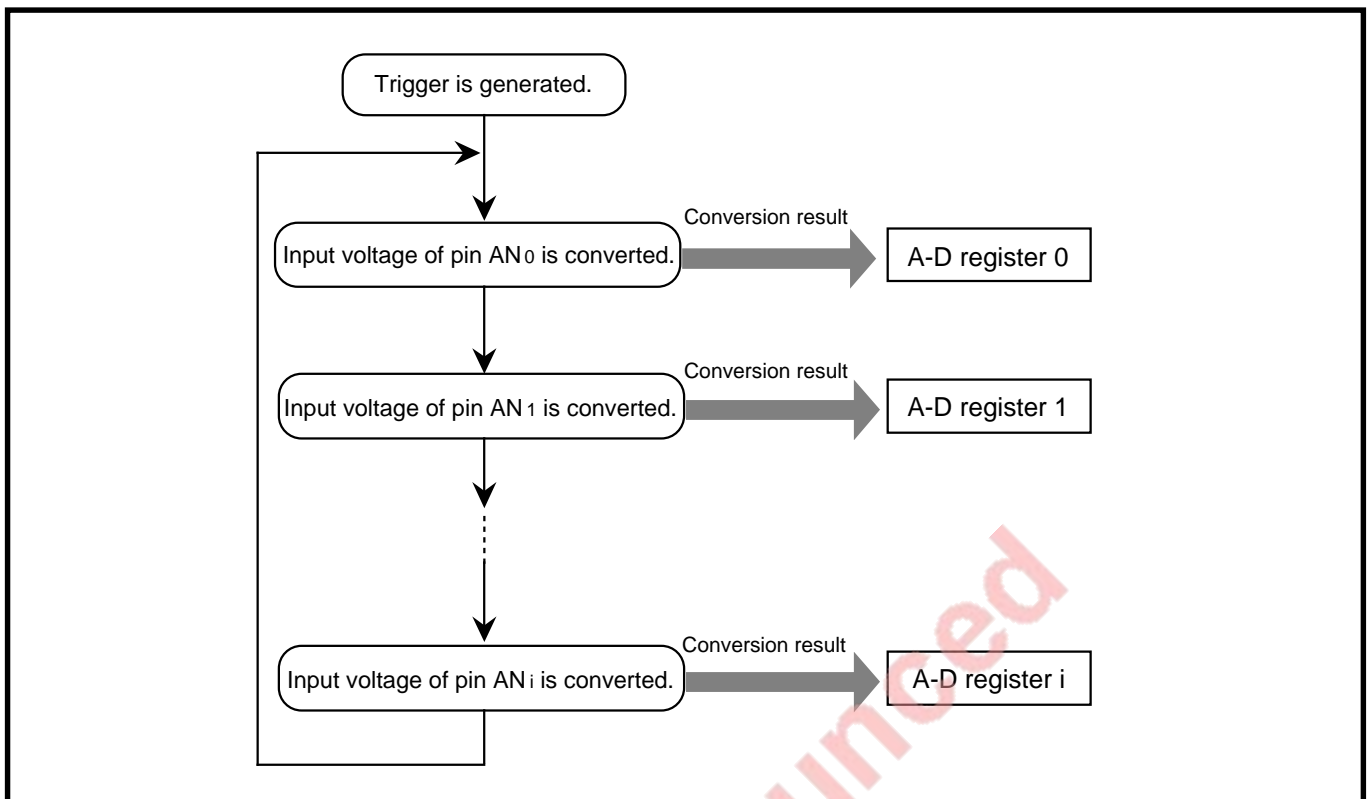 Trigger is generated.
Conversion result
Input voltage of pin AN0 is converted.
A-D register 0
Conversion result
Input voltage of pin AN1 is converted.
A-D register 1
Conversion result
Input voltage of pin ANi is converted.
A-D register i
unced